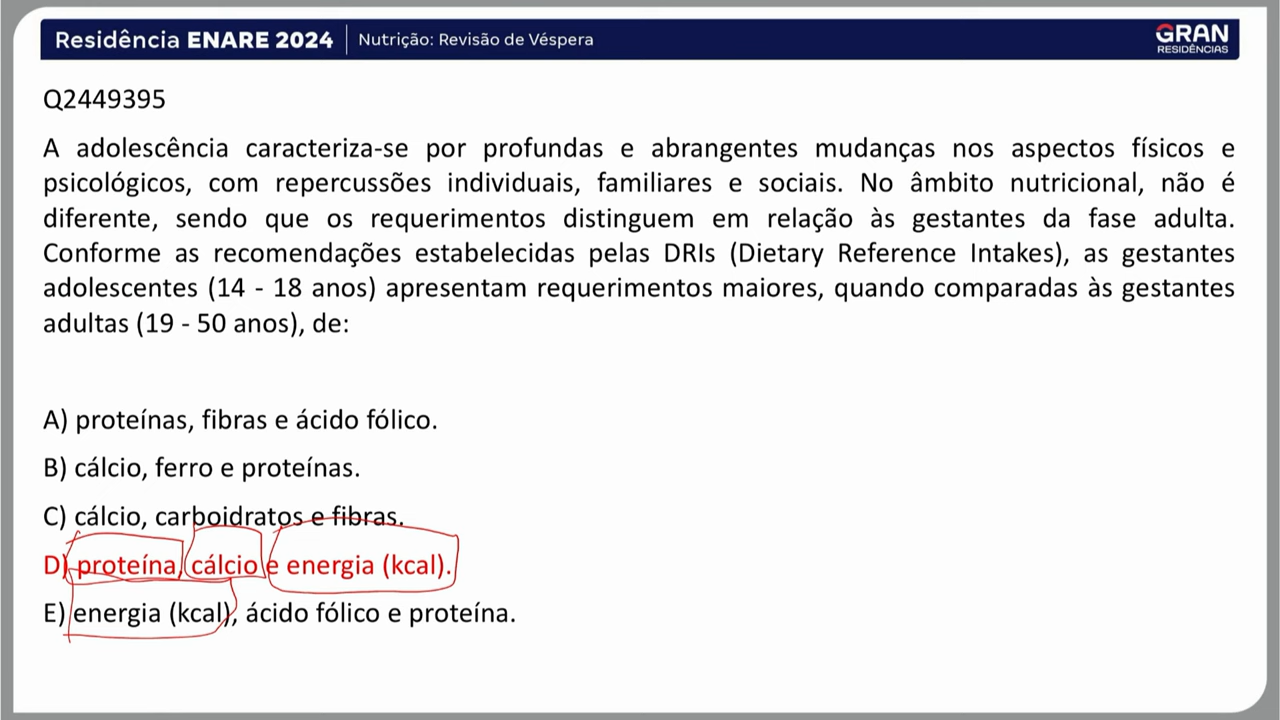 Residência ENARE 2024 | Nutrição: Revisão de Véspera
GRAN
RESIDÊNCIAS
Q2449395
A adolescência caracteriza-se por profundas e abrangentes mudanças nos aspectos físicos e
psicológicos, com repercussões individuais, familiares e sociais. No âmbito nutricional, não é
diferente, sendo que os requerimentos distinguem em relação às gestantes da fase adulta.
Conforme as recomendações estabelecidas pelas DRIs (Dietary Reference Intakes), as gestantes
adolescentes (14 - 18 anos) apresentam requerimentos maiores, quando comparadas às gestantes
adultas (19 - 50 anos), de:
A) proteínas, fibras e ácido fólico.
B) cálcio, ferro e proteínas.
C) cálcio, carboidratos e fibras.
D) proteína, cálcio e energia (kcal).
E) energia (kcal), ácido fólico e proteína.